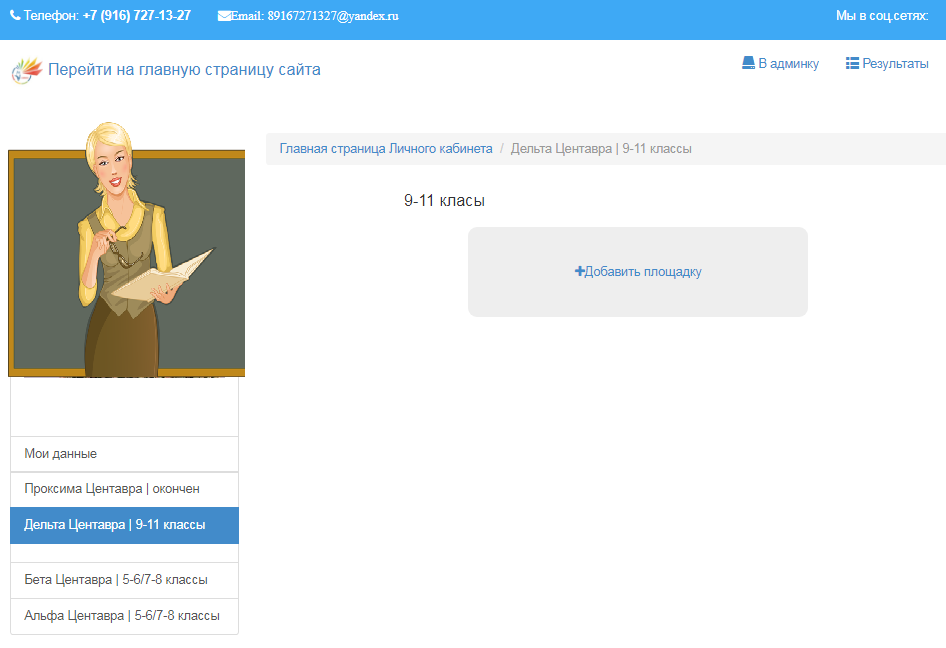 Телефон: +7 (916) 727-13-27 Email: 89167271327@yandex.ru Мы в соц.сетях:
Перейти на главную страницу сайта
В админку Результаты
Главная страница Личного кабинета / Дельта Центавра | 9-11 классы
9-11 класы
Добавить площадку
Мои данные
Проксима Центавра | окончен
Дельта Центавра | 9-11 классы
Бета Центавра | 5-6/7-8 классы
Альфа Центавра | 5-6/7-8 классы